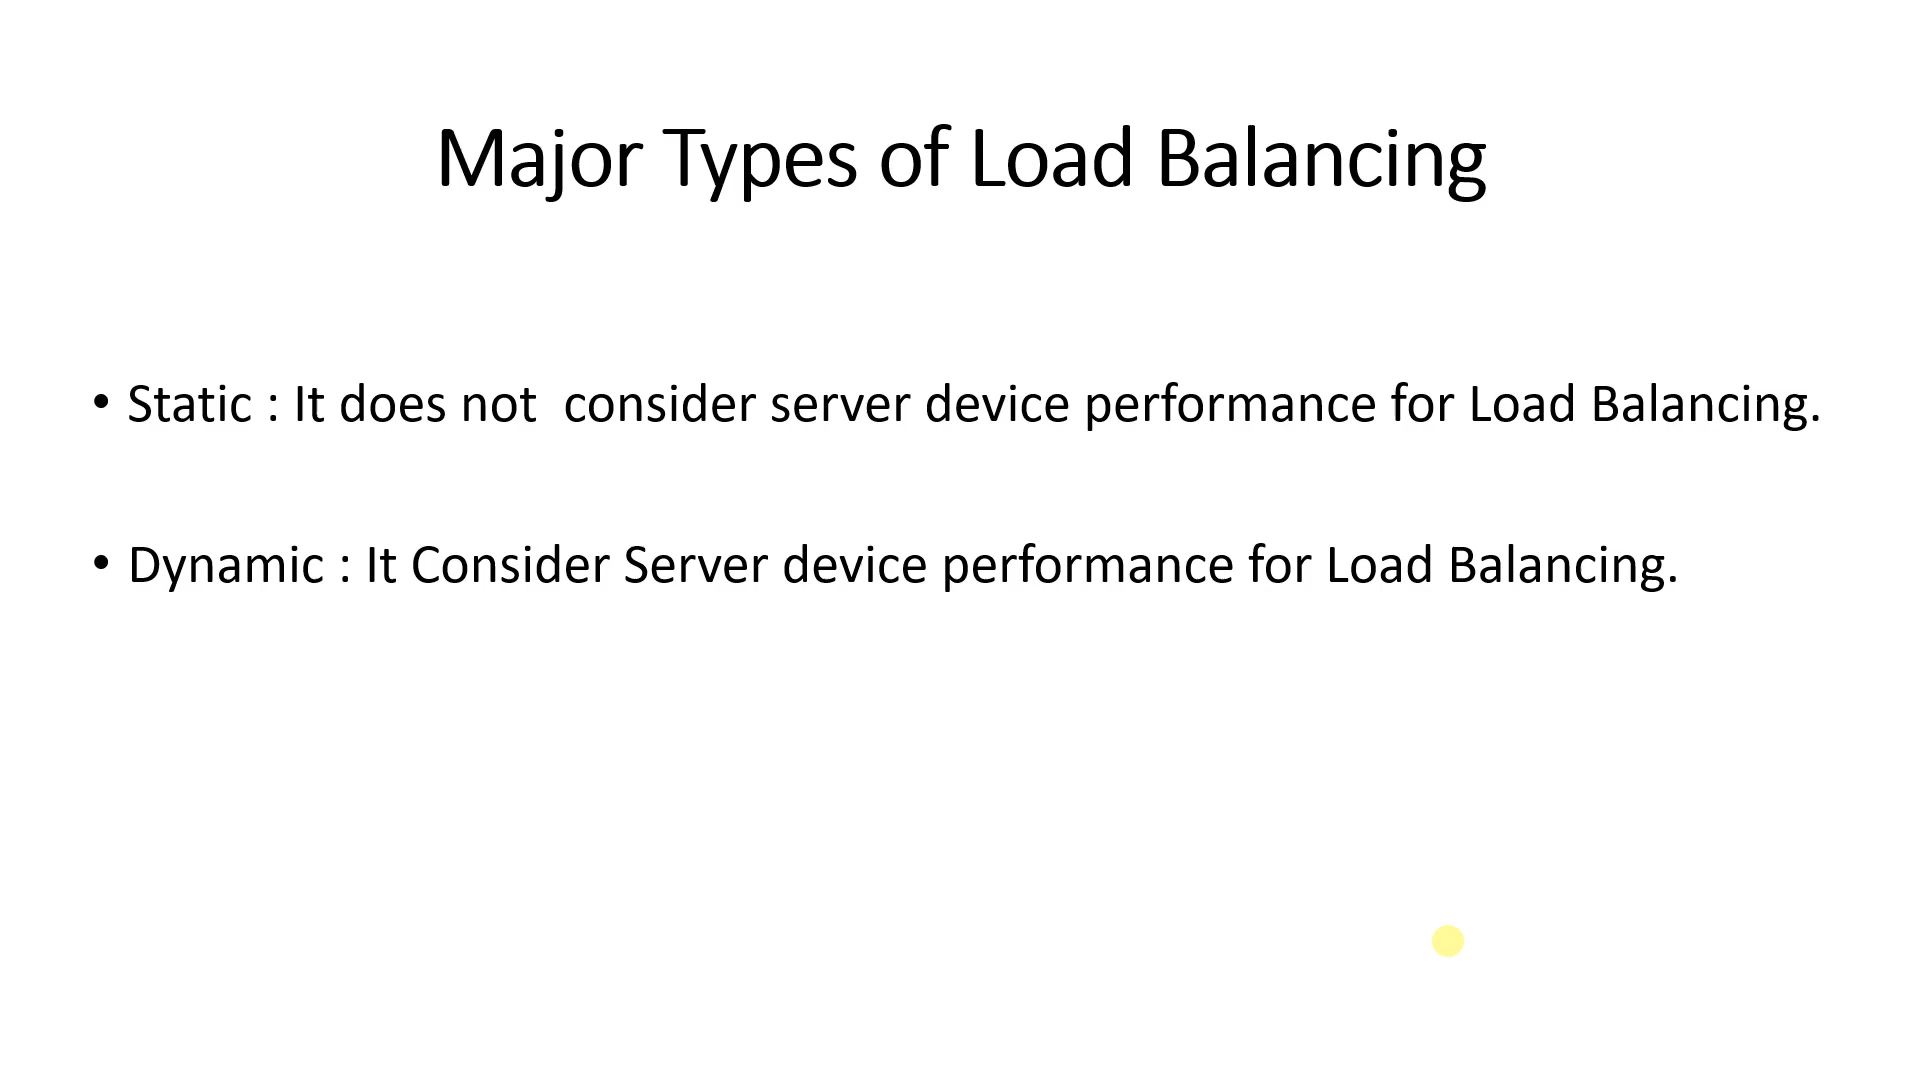 Major Types of Load Balancing
• Static : It does not  consider server device performance for Load Balancing.
• Dynamic : It Consider Server device performance for Load Balancing.